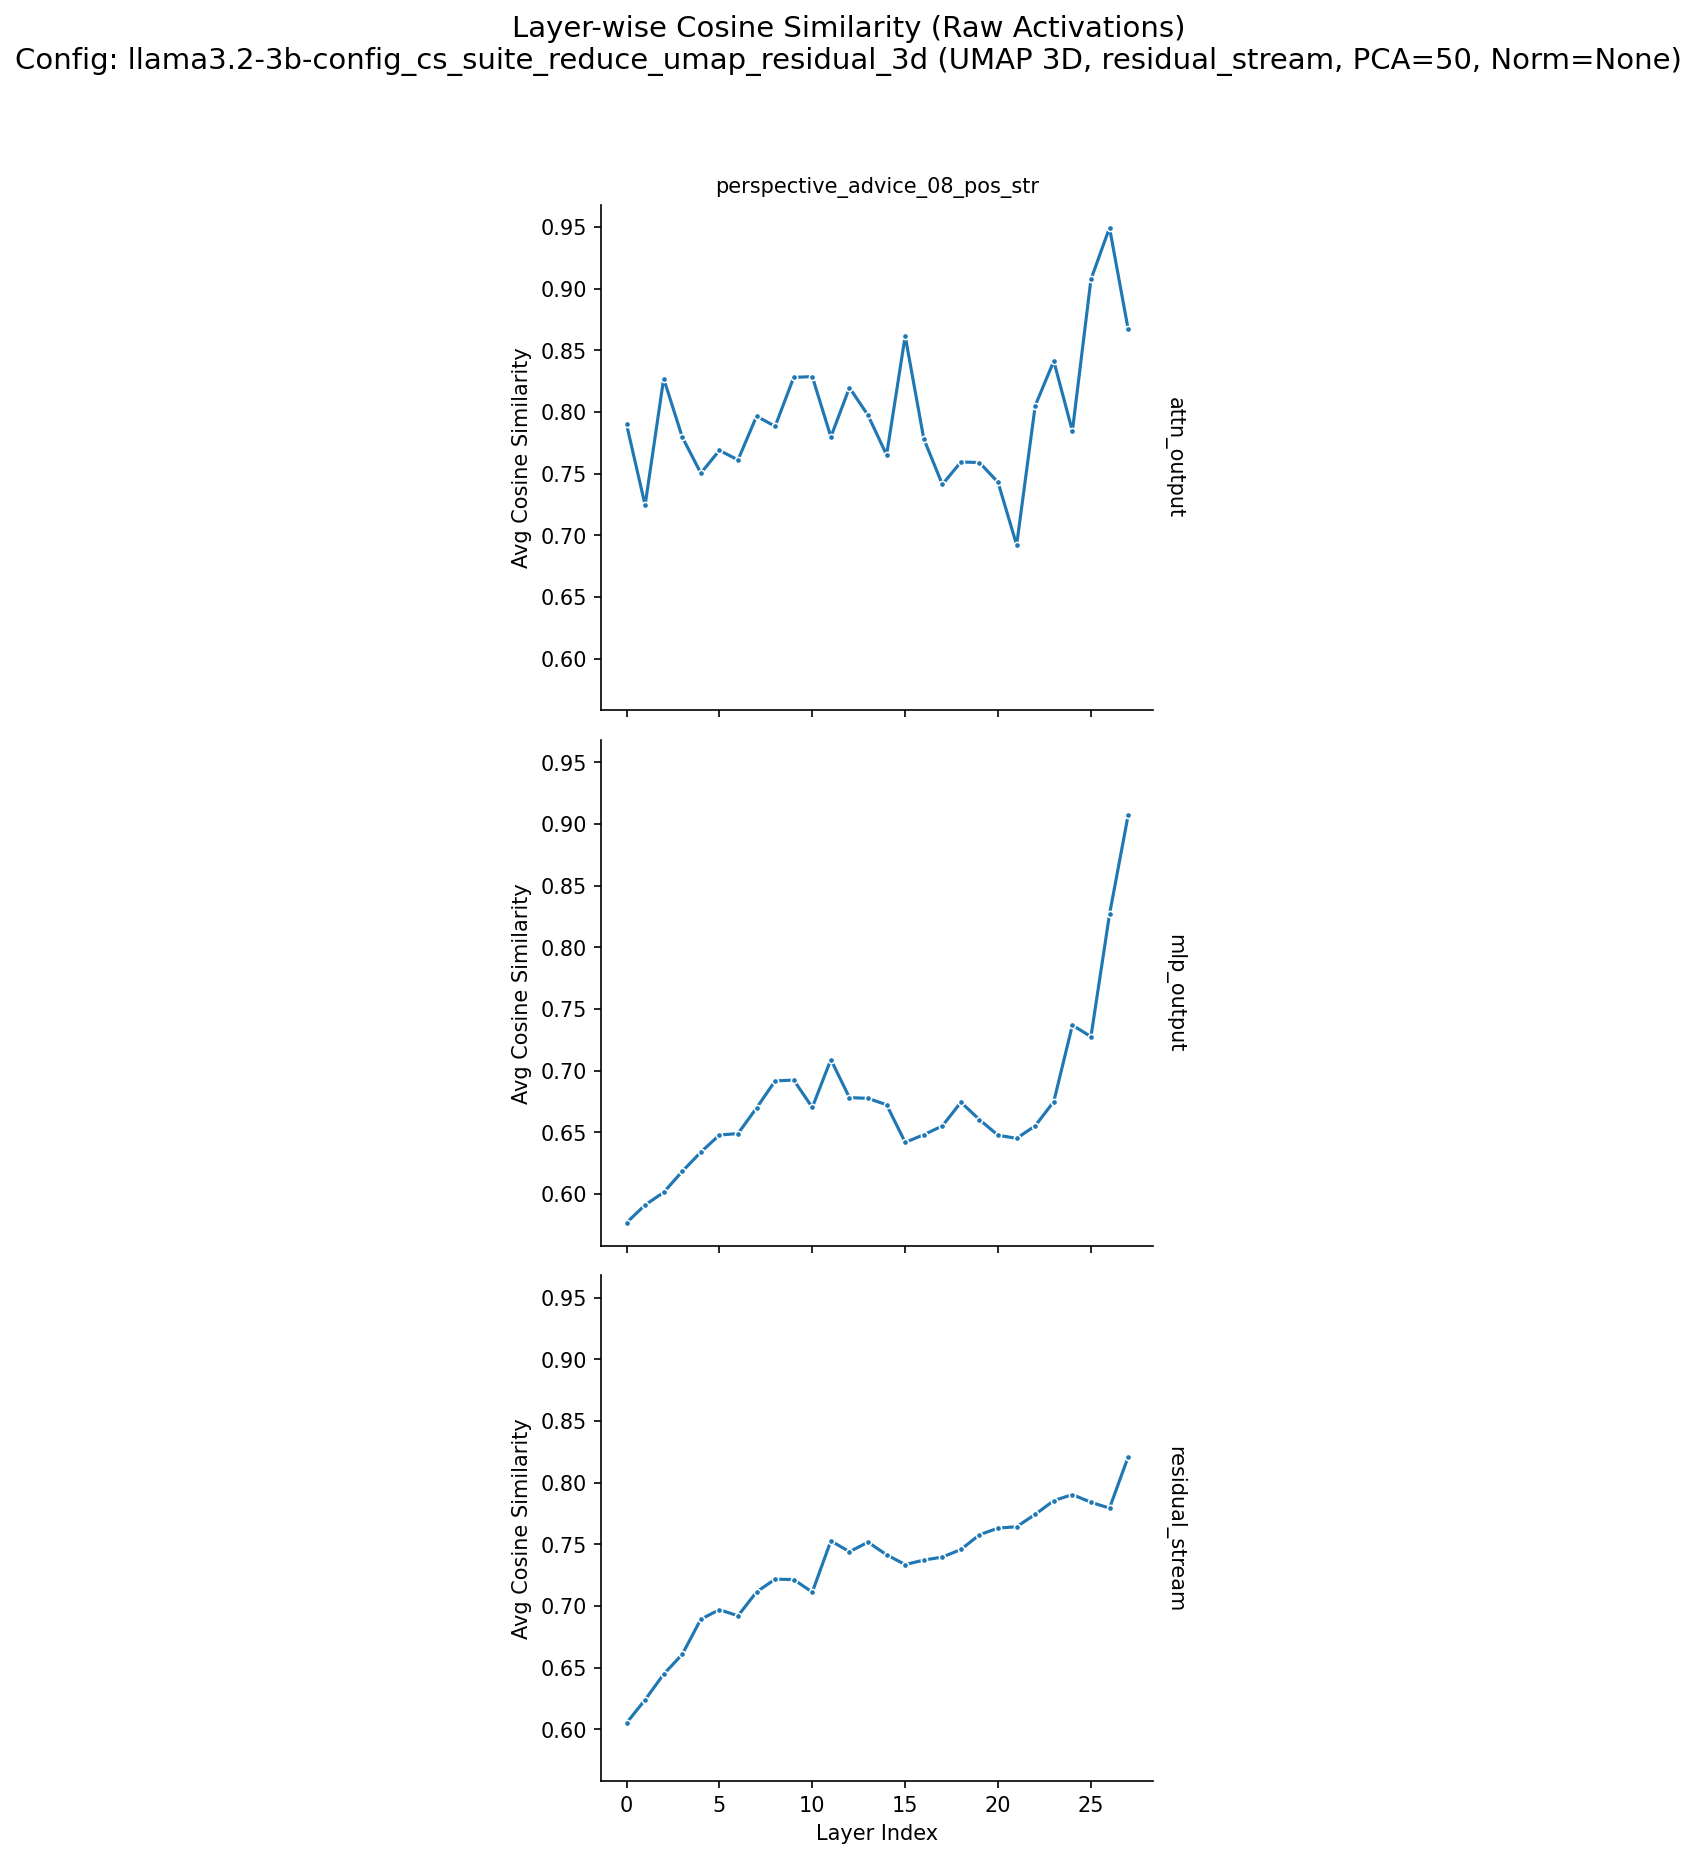 Layer-wise Cosine Similarity (Raw Activations)
Config: llama3.2-3b-config_cs_suite_reduce_umap_residual_3d (UMAP 3D, residual_stream, PCA=50, Norm=None)
perspective_advice_08_pos_str
0.95
0.90
0.85
0.80
0.75
0.70
0.65
0.60
Avg Cosine Similarity
attn_output
0.95
0.90
0.85
0.80
0.75
0.70
0.65
0.60
Avg Cosine Similarity
mlp_output
0.95
0.90
0.85
0.80
0.75
0.70
0.65
0.60
Avg Cosine Similarity
residual_stream
0 5 10 15 20 25
Layer Index